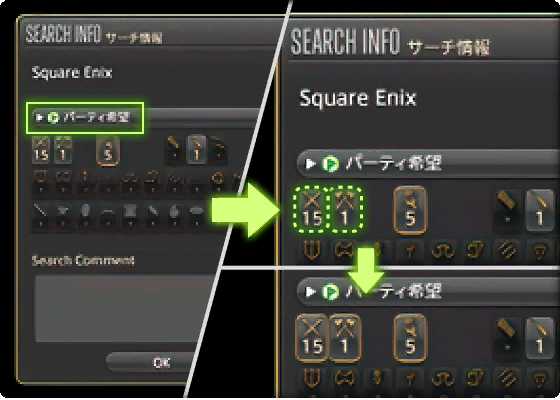 SEARCH INFO サーチ情報
Square Enix
パーティ希望
15 1 5 1
Search Comment
OK
SEARCH INFO サーチ情報
Square Enix
パーティ希望
15 1 5 1
パーティ希望
15 1 5 1